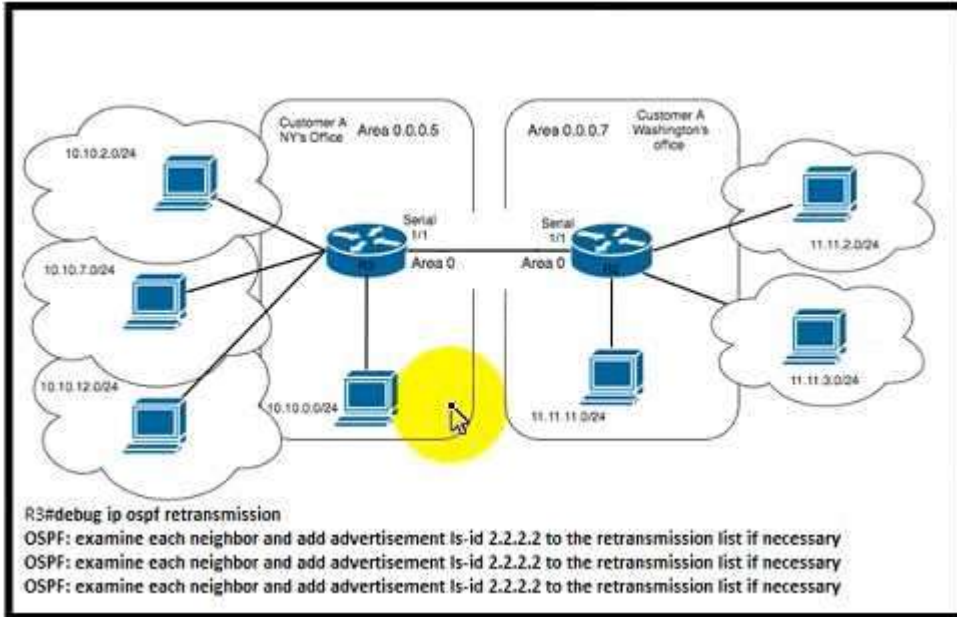 Customer A
NY's Office
Area 0.0.0.5
Area 0.0.0.7
Customer A
Washington's
office
10.10.2.0/24
Serial
1/1
Serial
1/1
11.11.2.0/24
10.10.7.0/24
Area 0
Area 0
10.10.12.0/24
10.10.0.0/24
11.11.11.0/24
11.11.3.0/24
R3#debug ip ospf retransmission
OSPF: examine each neighbor and add advertisement ls-id 2.2.2.2 to the retransmission list if necessary
OSPF: examine each neighbor and add advertisement ls-id 2.2.2.2 to the retransmission list if necessary
OSPF: examine each neighbor and add advertisement ls-id 2.2.2.2 to the retransmission list if necessary